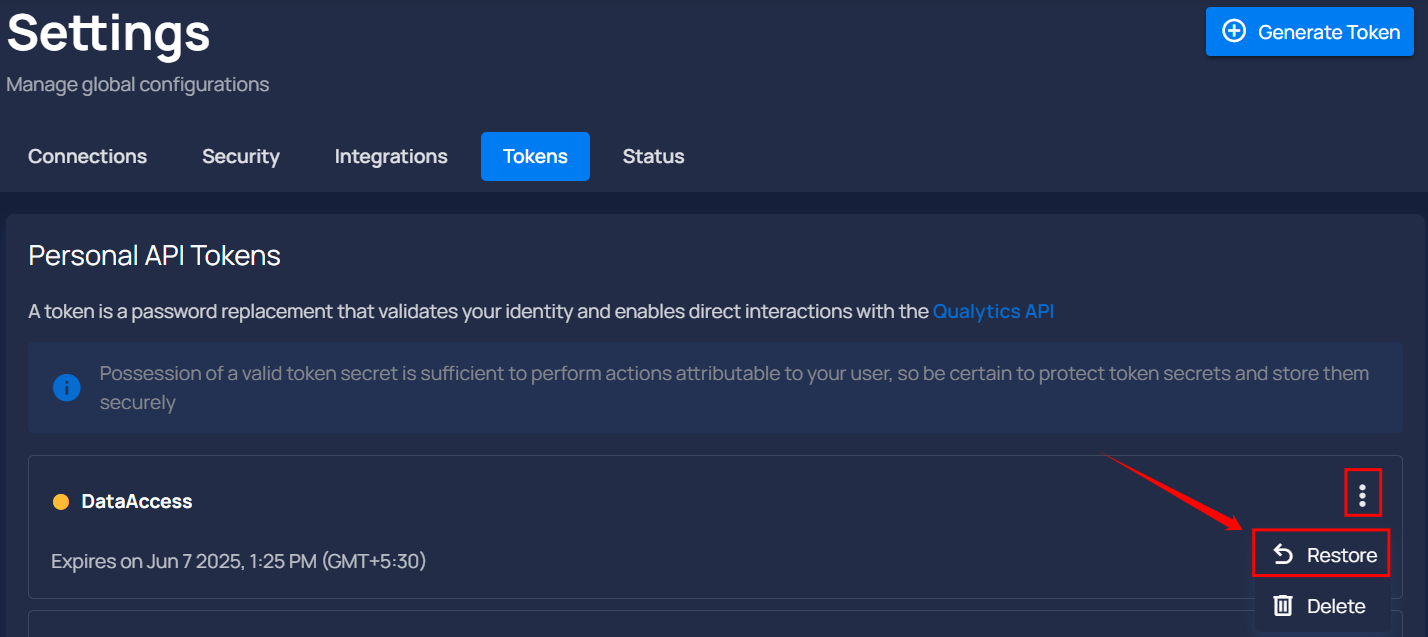 Settings
Generate Token
Manage global configurations
Connections
Security
Integrations
Tokens
Status
Personal API Tokens
A token is a password replacement that validates your identity and enables direct interactions with the Qualytics API
Possession of a valid token secret is sufficient to perform actions attributable to your user, so be certain to protect token secrets and store them
securely
DataAccess
Expires on Jun 7 2025, 1:25 PM (GMT+5:30)
Restore
Delete